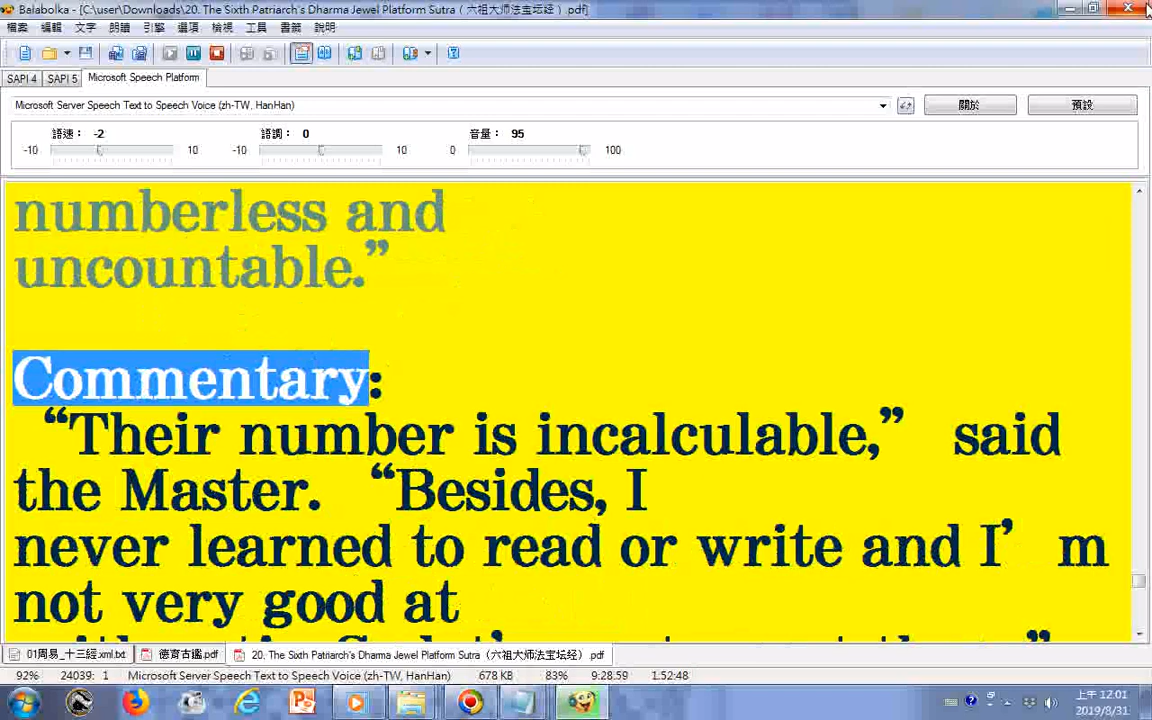 Balabolka - [C:\user\Downloads\20. The Sixth Patriarch's Dharma Jewel Platform Sutra (六祖大师法宝坛经) pdf]
檔案 編輯 文字 朗讀 引擎 選項 檢視 工具 書籤 說明
SAPI 4 SAPI 5 Microsoft Speech Platform
Microsoft Server Speech Text to Speech Voice (zh-TW, HanHan) 關於 預設
語速： -2 語調： 0 音量： 95
-10 10 -10 10 0 100
numberless and
uncountable.”
Commentary:
“Their number is incalculable,” said
the Master. “Besides, I
never learned to read or write and I’m
not very good at
01周易_十三經.xml.txt 德育古鑑.pdf 20. The Sixth Patriarch's Dharma Jewel Platform Sutra (六祖大师法宝坛经) .pdf
92% 24039: 1 Microsoft Server Speech Text to Speech Voice (zh-TW, HanHan) 678 KB 83% 9:28:59 1:52:48
上午 12:01
2019/8/31